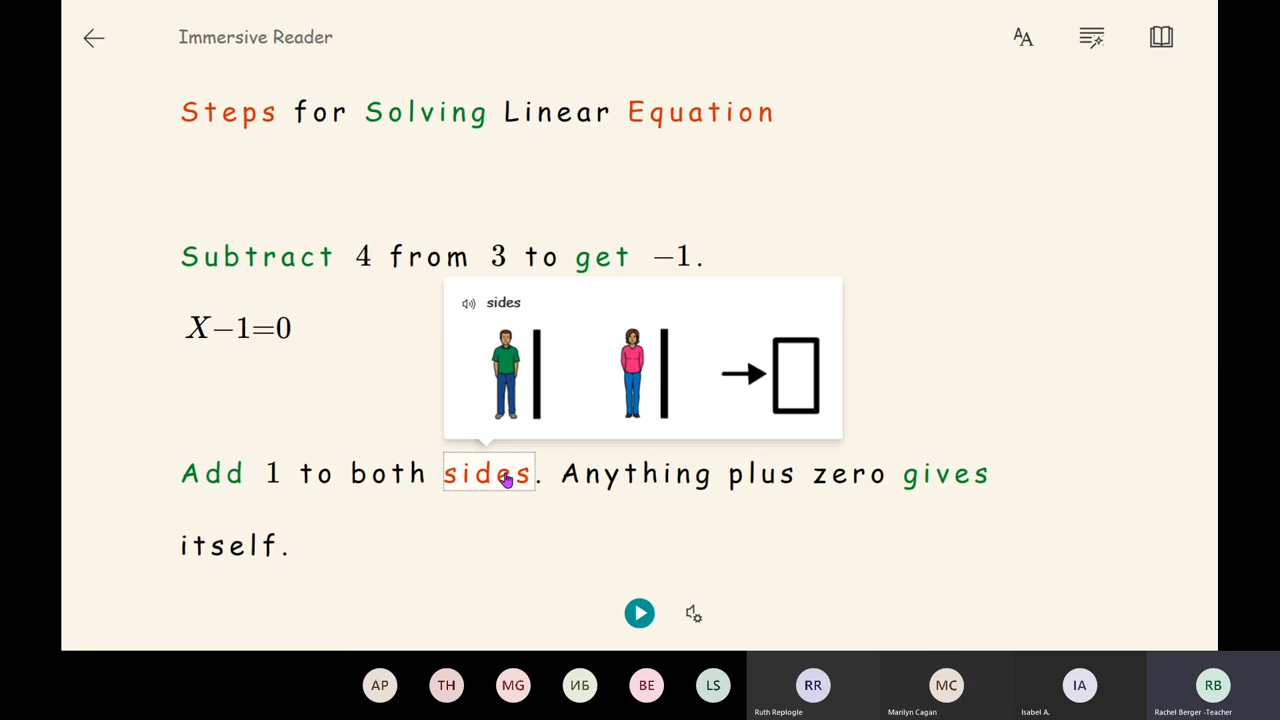 Immersive Reader
Steps for Solving Linear Equation
Subtract 4 from 3 to get −1.
X−1=0
sides
Add 1 to both sides. Anything plus zero gives
itself.
AP TH MG ИБ BE LS RR MC IA RB
Ruth Replogle Marilyn Cagan Isabel A. Rachel Berger -Teacher